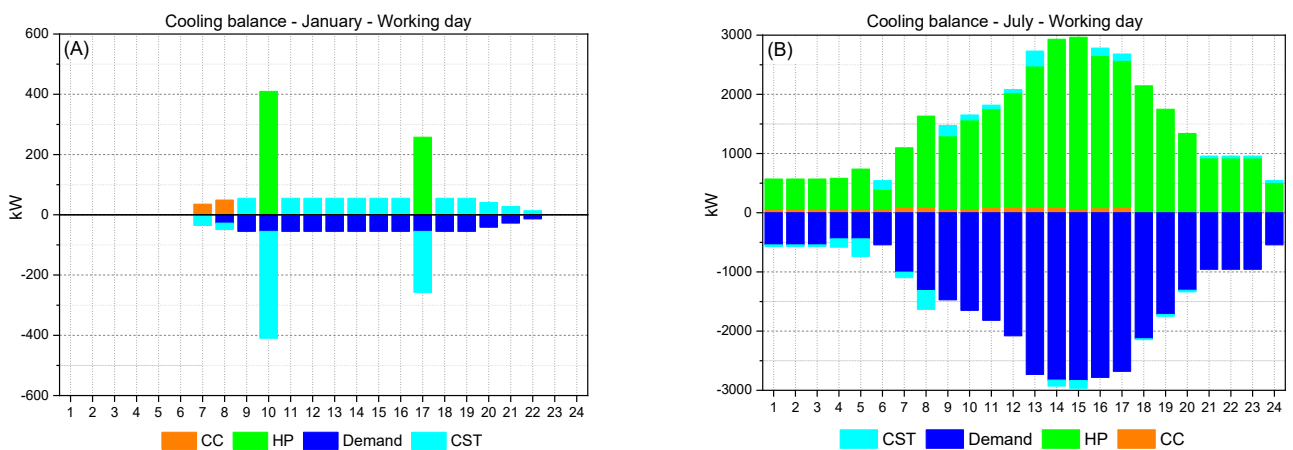 Cooling balance - January - Working day
(A)
kW
600
400
200
0
-200
-400
-600
1 2 3 4 5 6 7 8 9 10 11 12 13 14 15 16 17 18 19 20 21 22 23 24
CC HP Demand CST
Cooling balance - July - Working day
(B)
kW
3000
2000
1000
0
-1000
-2000
-3000
1 2 3 4 5 6 7 8 9 10 11 12 13 14 15 16 17 18 19 20 21 22 23 24
CST Demand HP CC